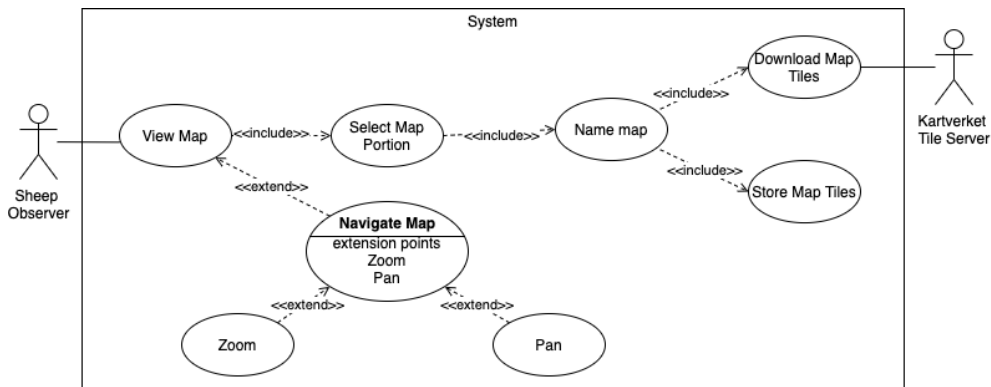 System
Download Map
Tiles
<<include>>
Kartverket
Tile Server
View Map
<<include>>
Select Map
Portion
<<include>>
Name map
Sheep
Observer
<<include>>
Store Map Tiles
<<extend>>
Navigate Map
extension points
Zoom
Pan
<<extend>>
<<extend>>
Zoom
Pan